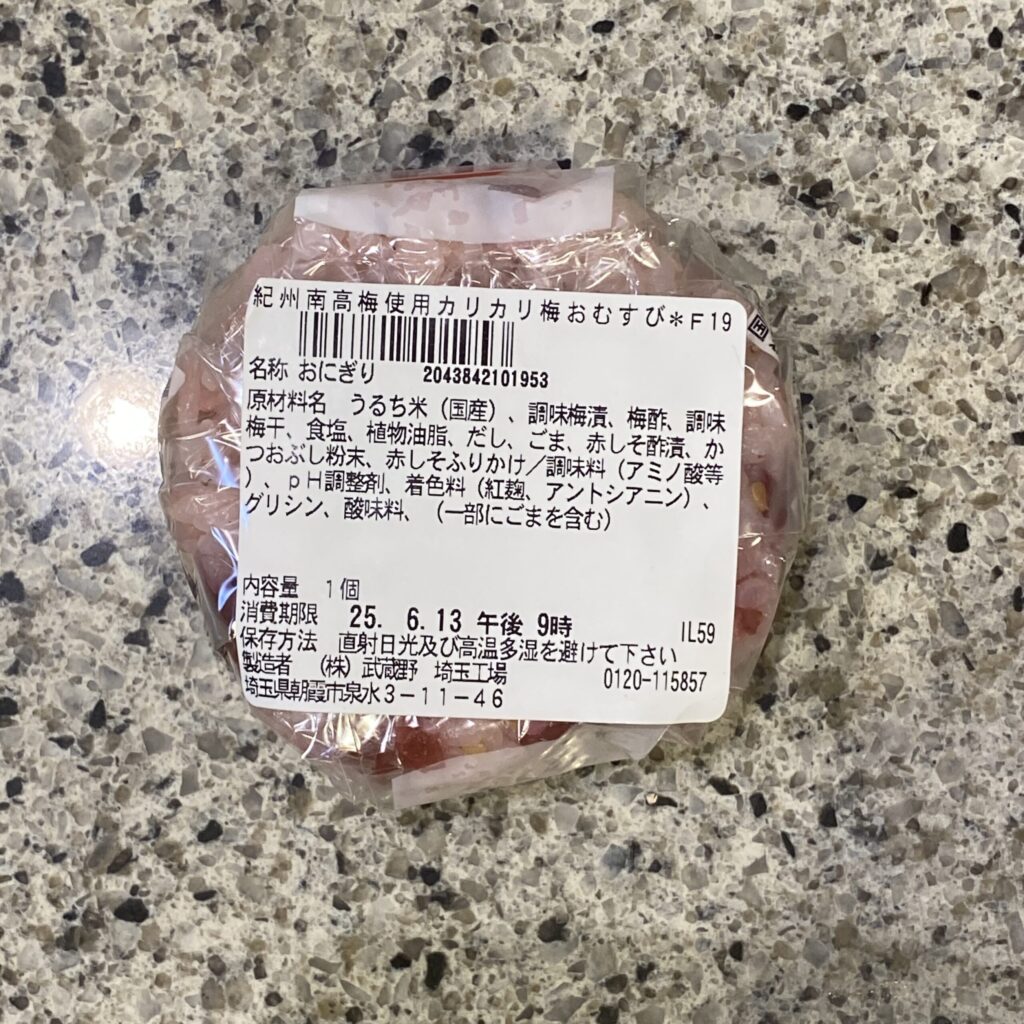 紀州南高梅使用カリカリ梅おむすび＊F19
名称 おにぎり 2043842101953
原材料名 うるち米（国産）、調味梅漬、梅酢、調味
梅干、食塩、植物油脂、だし、ごま、赤しそ酢漬、か
つおぶし粉末、赤しそふりかけ／調味料（アミノ酸等
）、ｐＨ調整剤、着色料（紅麹、アントシアニン）、
グリシン、酸味料、（一部にごまを含む）
内容量 1個
消費期限 25. 6.13 午後 9時 IL59
保存方法 直射日光及び高温多湿を避けて下さい
製造者 （株）武蔵野 埼玉工場 0120-115857
埼玉県朝霞市泉水3－11－46